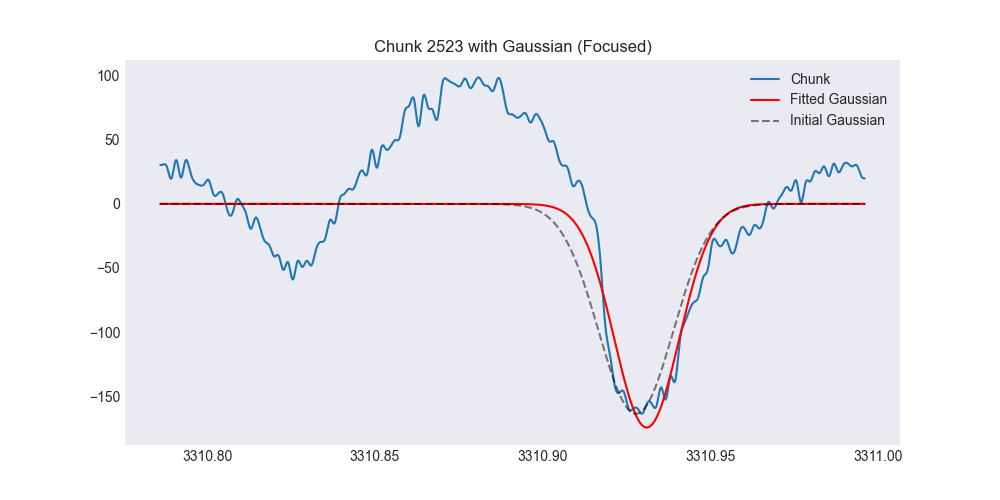 Chunk 2523 with Gaussian (Focused)
Chunk
Fitted Gaussian
Initial Gaussian
100
50
0
−50
−100
−150
3310.80
3310.85
3310.90
3310.95
3311.00